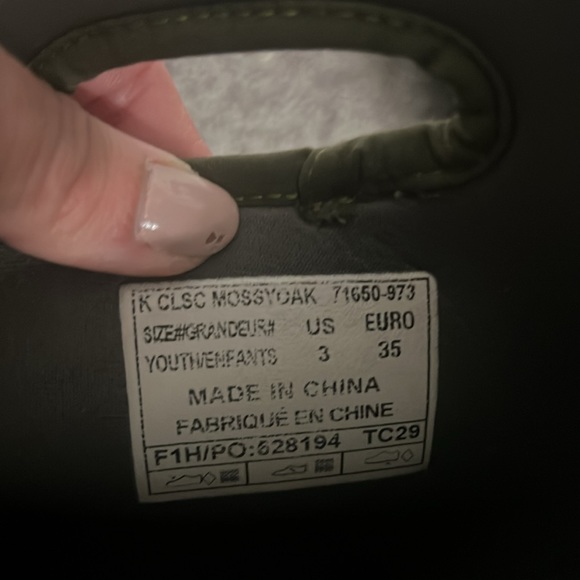 K CLSC MOSSYOAK 71650-973
SIZE#/GRANDEUR# US EURO
YOUTH/ENFANTS 3 35
MADE IN CHINA
FABRIQUÉ EN CHINE
F1H/PO:628194 TC29